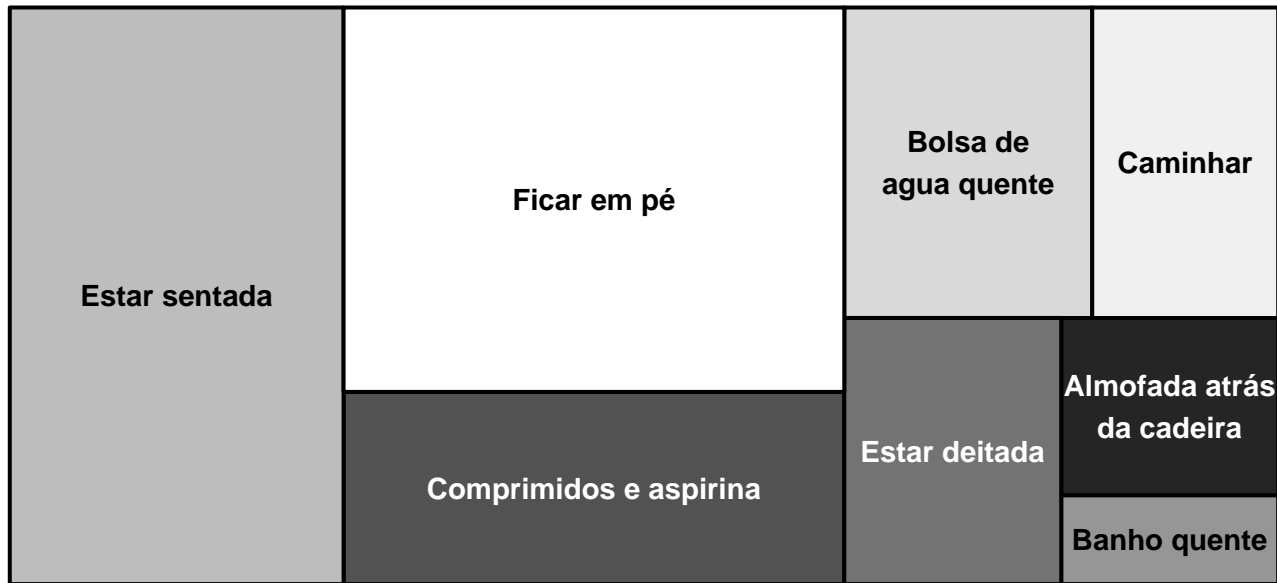 Estar sentada
Ficar em pé
Bolsa de
agua quente
Caminhar
Comprimidos e aspirina
Estar deitada
Almofada atrás
da cadeira
Banho quente